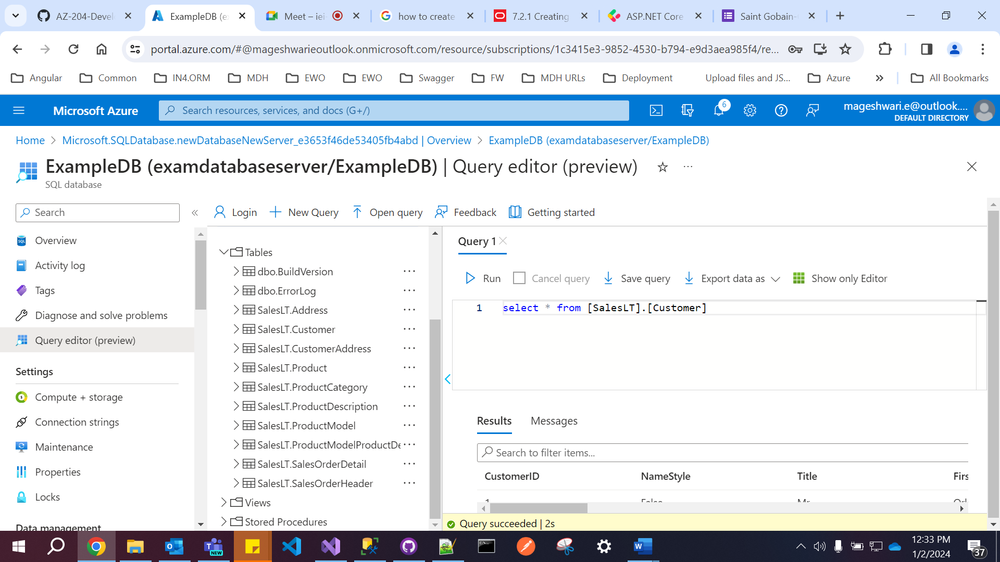 AZ-204-Devel
ExampleDB (e
Meet – iei-
how to create
7.2.1 Creating
ASP.NET Core
Saint Gobain-
portal.azure.com/#@mageshwarieoutlook.onmicrosoft.com/resource/subscriptions/1c3415e3-9852-4530-b794-e9d3aea985f4/re...
Angular
Common
IN4.ORM
MDH
EWO
EWO
Swagger
FW
MDH URLs
Deployment
Upload files and JS...
Azure
All Bookmarks
Microsoft Azure
Search resources, services, and docs (G+/)
6
mageshwari.e@outlook....
DEFAULT DIRECTORY
Home > Microsoft.SQLDatabase.newDatabaseNewServer_e3653f46de53405fb4abd | Overview > ExampleDB (examdatabaseserver/ExampleDB)
ExampleDB (examdatabaseserver/ExampleDB) | Query editor (preview)
SQL database
Search
Login
New Query
Open query
Feedback
Getting started
Overview
Activity log
Tags
Diagnose and solve problems
Query editor (preview)
Settings
Compute + storage
Connection strings
Maintenance
Properties
Locks
Data management
Tables
dbo.BuildVersion
dbo.ErrorLog
SalesLT.Address
SalesLT.Customer
SalesLT.CustomerAddress
SalesLT.Product
SalesLT.ProductCategory
SalesLT.ProductDescription
SalesLT.ProductModel
SalesLT.ProductModelProductDe
SalesLT.SalesOrderDetail
SalesLT.SalesOrderHeader
Views
Stored Procedures
Query 1
Run
Cancel query
Save query
Export data as
Show only Editor
1 select * from [SalesLT].[Customer]
Results
Messages
Search to filter items...
CustomerID
NameStyle
Title
Firs
1
False
Mr.
Orl
Query succeeded | 2s
NEW
12:33 PM
1/2/2024
37